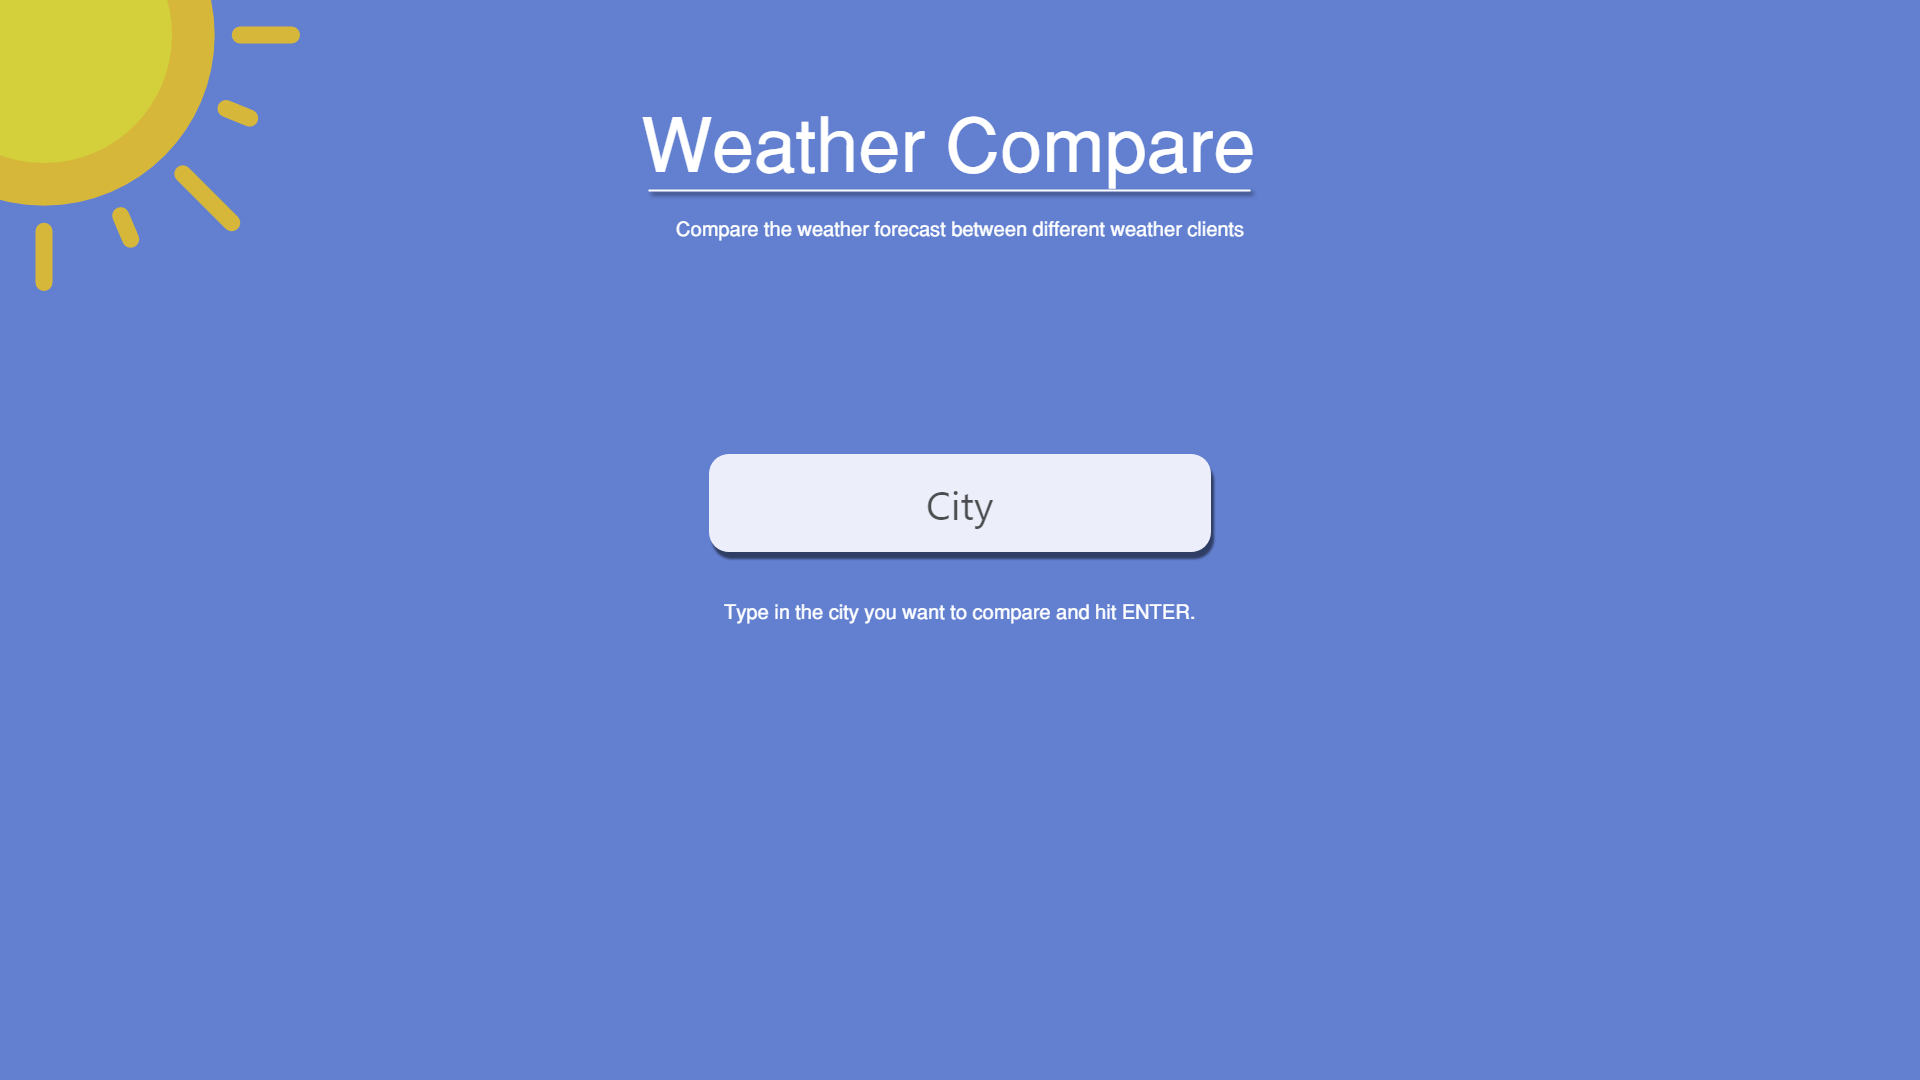 Weather Compare
Compare the weather forecast between different weather clients
City
Type in the city you want to compare and hit ENTER.